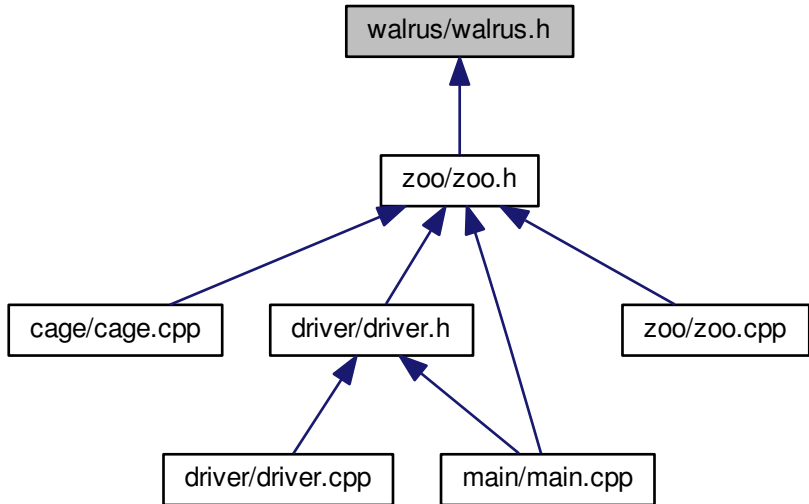 walrus/walrus.h
zoo/zoo.h
cage/cage.cpp
driver/driver.h
zoo/zoo.cpp
driver/driver.cpp
main/main.cpp